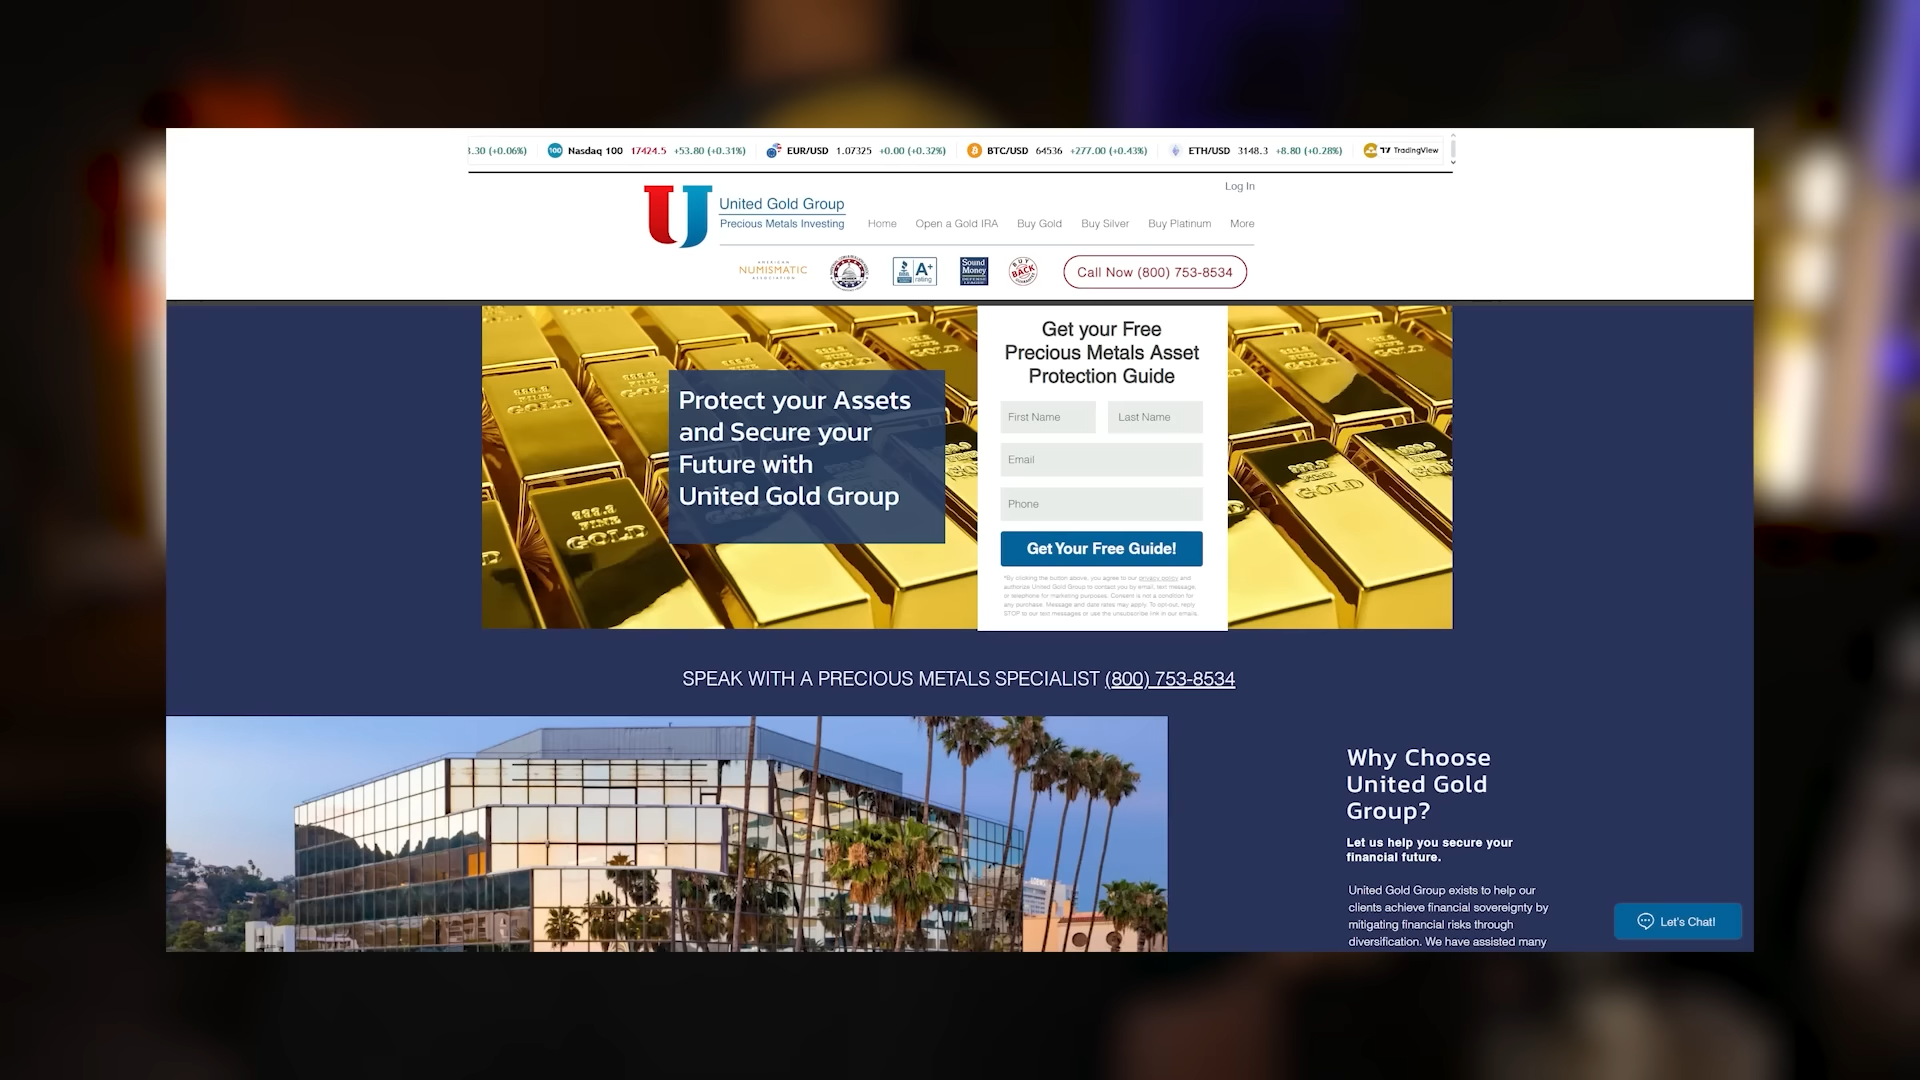 3.30 (+0.06%) 100 Nasdaq 100 17424.5 +53.80 (+0.31%) EUR/USD 1.07325 +0.00 (+0.32%) BTC/USD 64536 +277.00 (+0.43%) ETH/USD 3148.3 +8.80 (+0.28%) TradingView
Log In
United Gold Group
Precious Metals Investing
Home Open a Gold IRA Buy Gold Buy Silver Buy Platinum More
AMERICAN
NUMISMATIC
ASSOCIATION
A+
rating
Sound
Money
BUY
BACK
Call Now (800) 753-8534
Protect your Assets
and Secure your
Future with
United Gold Group
Get your Free
Precious Metals Asset
Protection Guide
First Name Last Name
Email
Phone
Get Your Free Guide!
*By clicking the button above, you agree to our privacy policy and
authorize United Gold Group to contact you by email, text message,
or telephone for marketing purposes. Consent is not a condition for
any purchase. Message and date rates may apply. To opt-out, reply
STOP to our text messages or use the unsubscribe link in our emails.
999.9
FINE
GOLD
SPEAK WITH A PRECIOUS METALS SPECIALIST (800) 753-8534
Why Choose
United Gold
Group?
Let us help you secure your
financial future.
United Gold Group exists to help our
clients achieve financial sovereignty by
mitigating financial risks through
diversification. We have assisted many
Let's Chat!